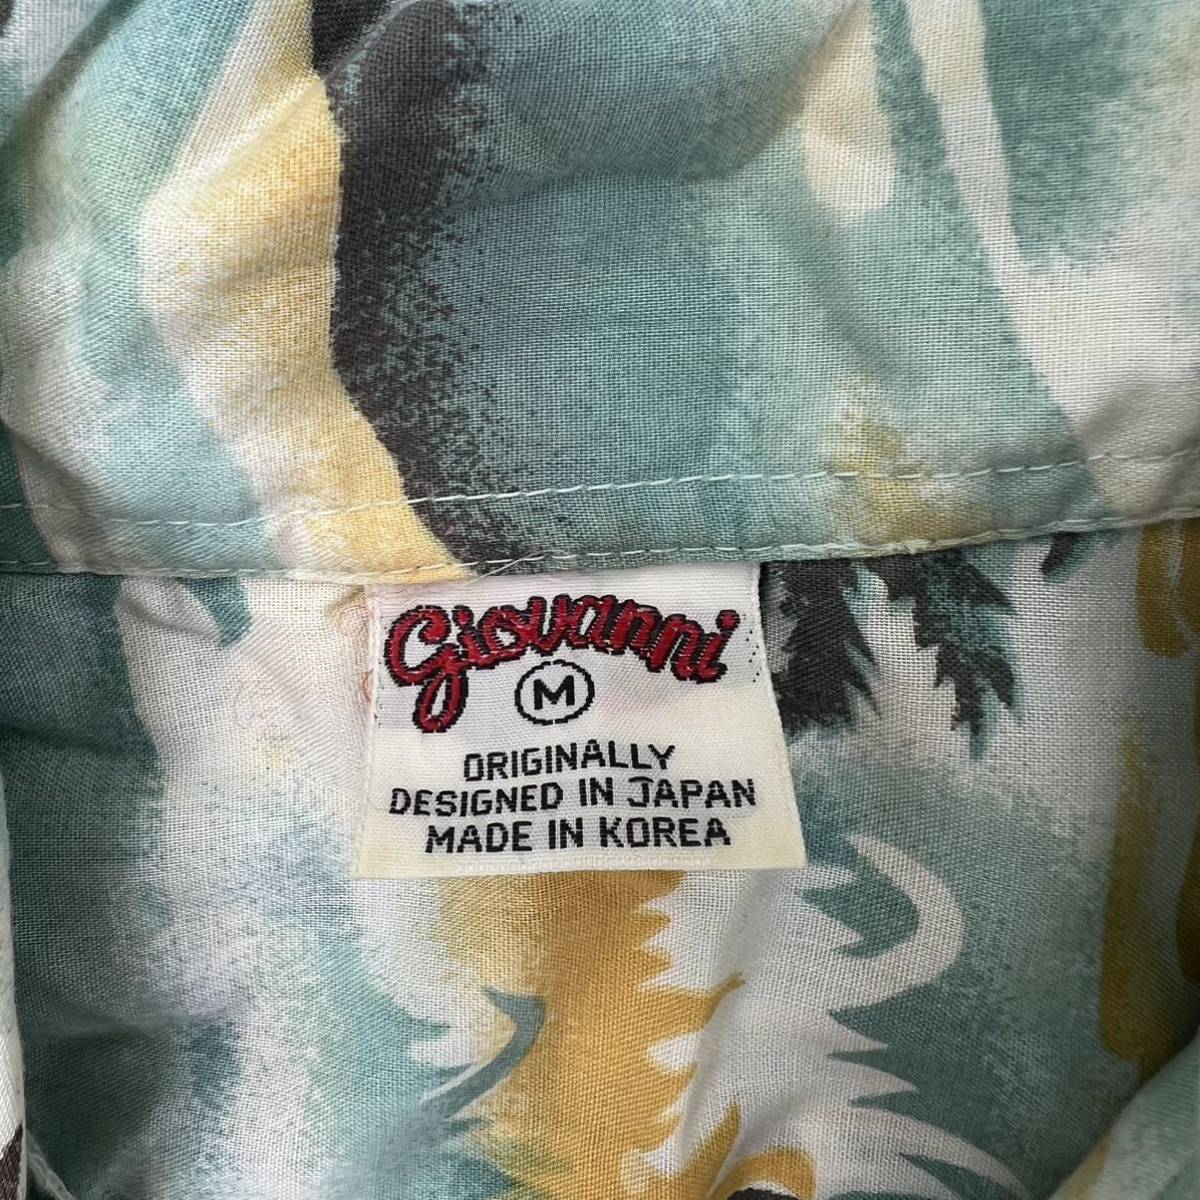 Giovanni
M
ORIGINALLY
DESIGNED IN JAPAN
MADE IN KOREA